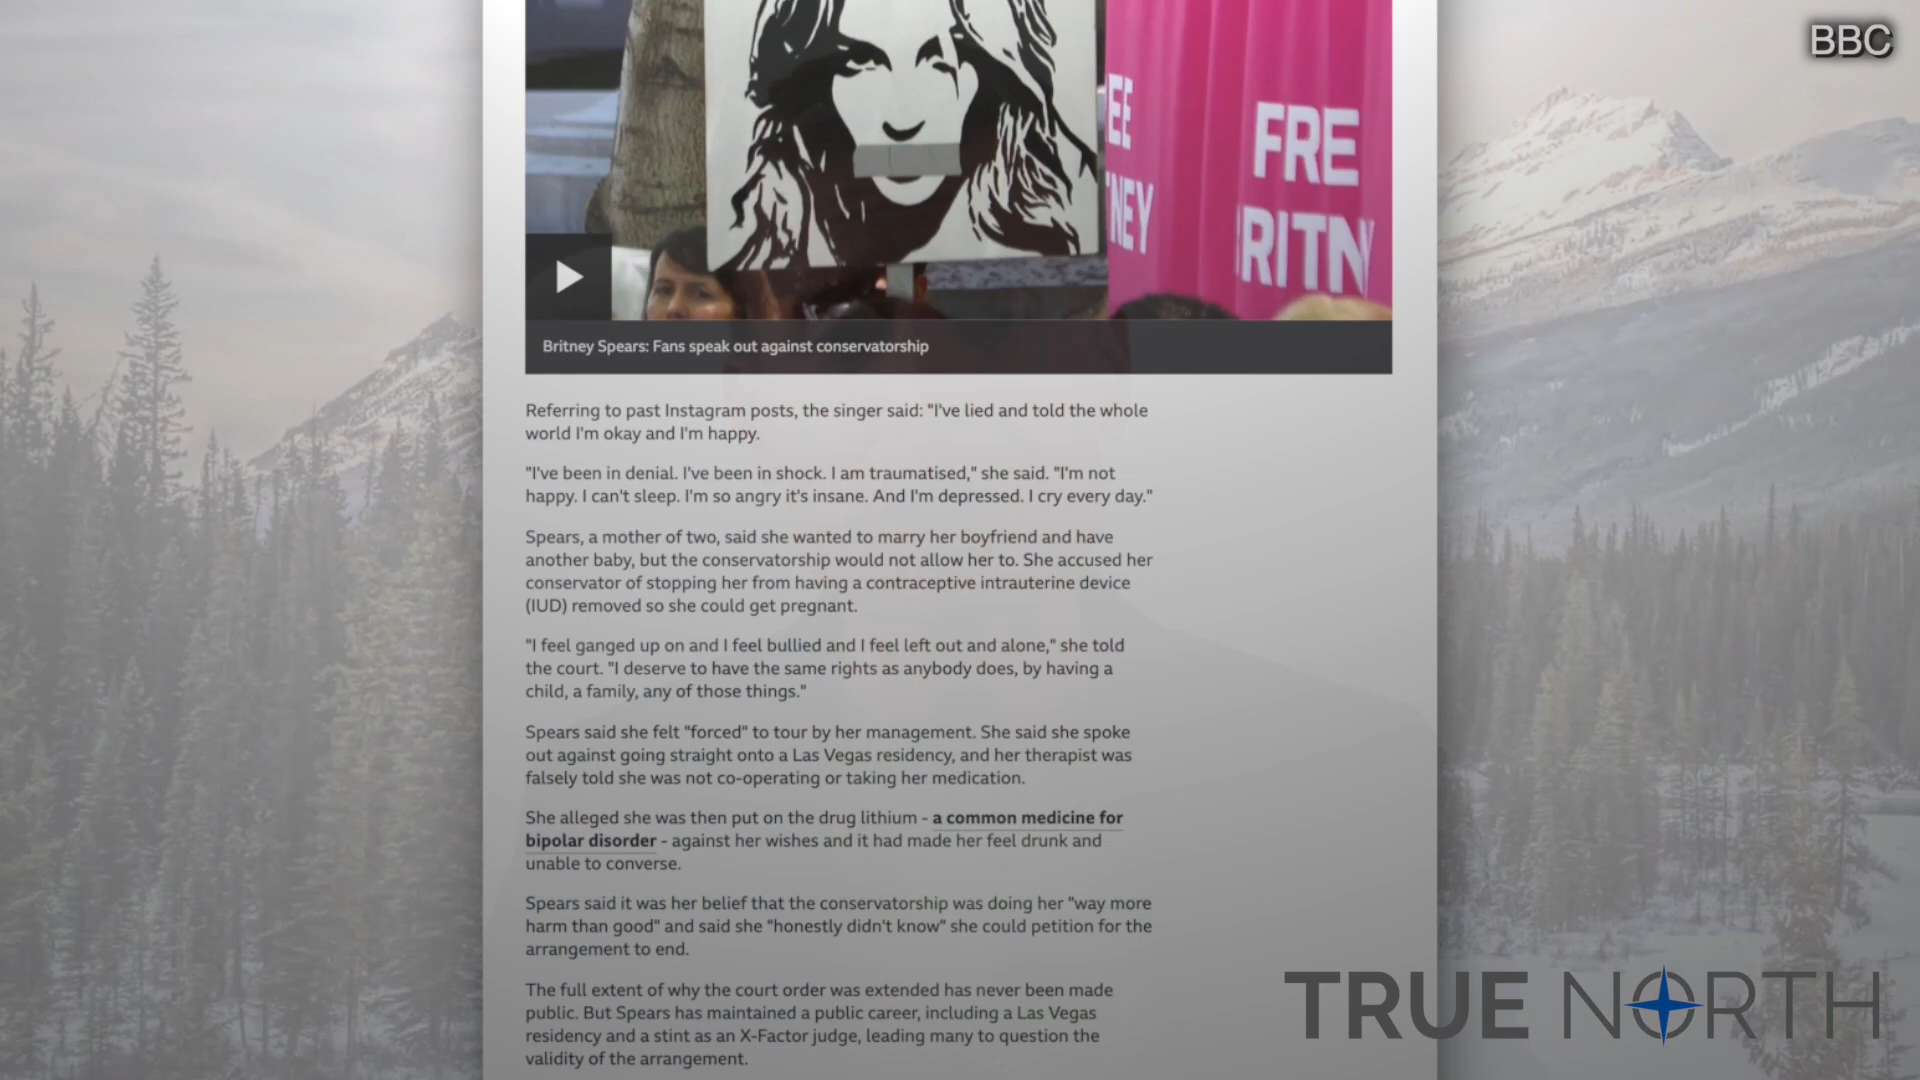 BBC
EE
TNEY
FRE
BRITN
Britney Spears: Fans speak out against conservatorship
Referring to past Instagram posts, the singer said: "I've lied and told the whole
world I'm okay and I'm happy.
"I've been in denial. I've been in shock. I am traumatised," she said. "I'm not
happy. I can't sleep. I'm so angry it's insane. And I'm depressed. I cry every day."
Spears, a mother of two, said she wanted to marry her boyfriend and have
another baby, but the conservatorship would not allow her to. She accused her
conservator of stopping her from having a contraceptive intrauterine device
(IUD) removed so she could get pregnant.
"I feel ganged up on and I feel bullied and I feel left out and alone," she told
the court. "I deserve to have the same rights as anybody does, by having a
child, a family, any of those things."
Spears said she felt "forced" to tour by her management. She said she spoke
out against going straight onto a Las Vegas residency, and her therapist was
falsely told she was not co-operating or taking her medication.
She alleged she was then put on the drug lithium - a common medicine for
bipolar disorder - against her wishes and it had made her feel drunk and
unable to converse.
Spears said it was her belief that the conservatorship was doing her "way more
harm than good" and said she "honestly didn't know" she could petition for the
arrangement to end.
The full extent of why the court order was extended has never been made
public. But Spears has maintained a public career, including a Las Vegas
residency and a stint as an X-Factor judge, leading many to question the
validity of the arrangement.
TRUE NORTH